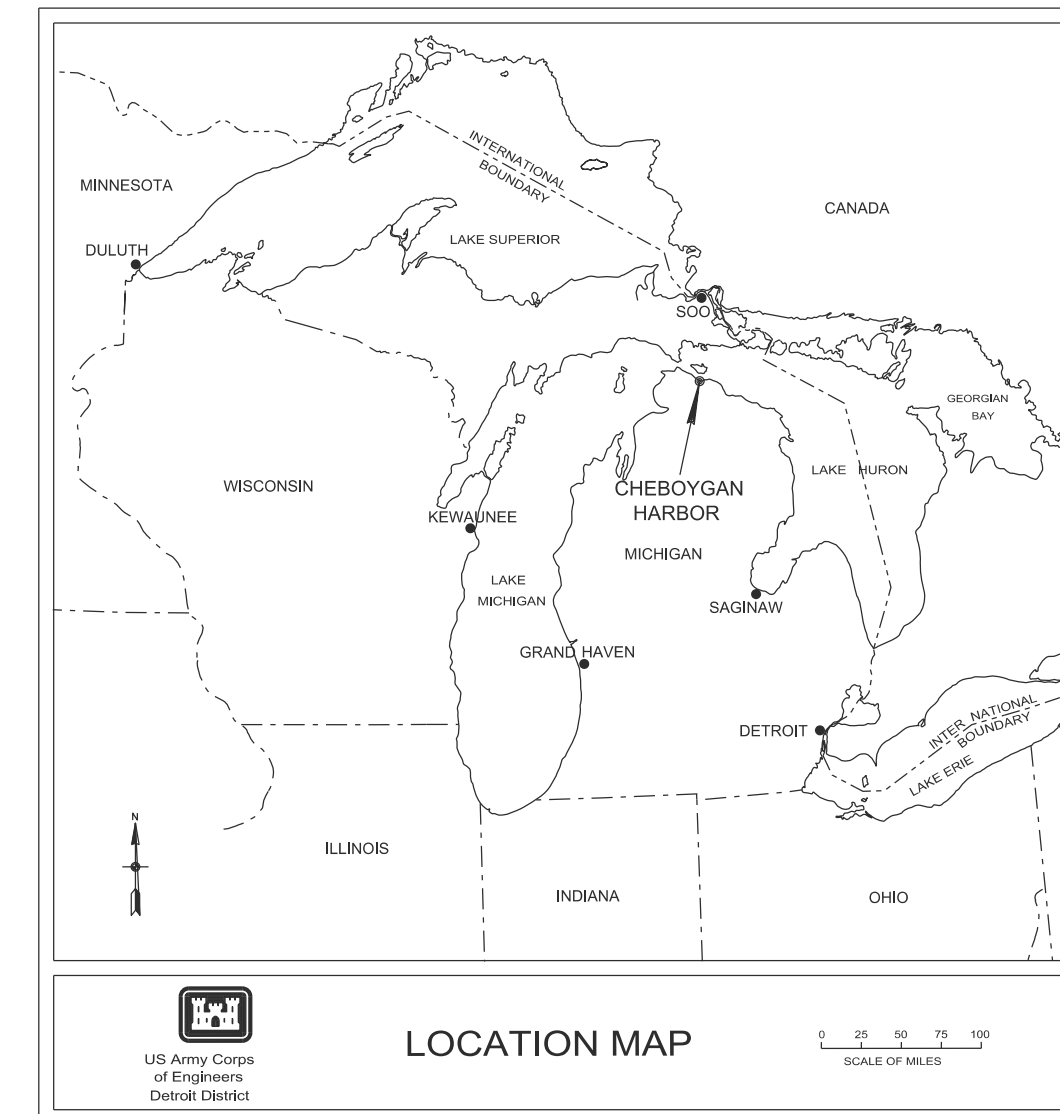 INTERNATIONAL
BOUNDARY
MINNESOTA
CANADA
DULUTH
LAKE SUPERIOR
SOO
GEORGIAN
BAY
LAKE HURON
WISCONSIN
CHEBOYGAN
HARBOR
KEWAUNEE
MICHIGAN
LAKE
MICHIGAN
SAGINAW
GRAND HAVEN
DETROIT
INTER NATIONAL
BOUNDARY
LAKE ERIE
N
ILLINOIS
INDIANA
OHIO
US Army Corps
of Engineers
Detroit District
LOCATION MAP
0 25 50 75 100
SCALE OF MILES